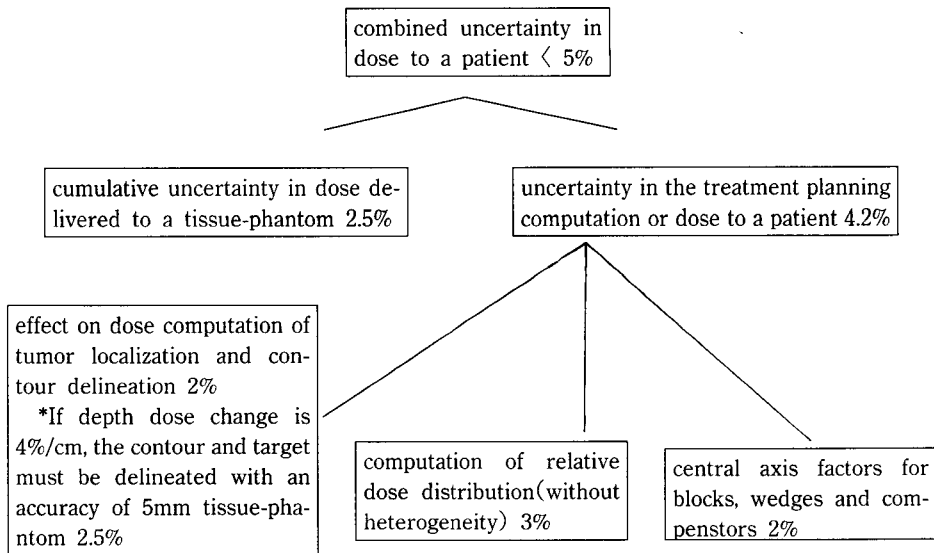 combined uncertainty in
dose to a patient < 5%
cumulative uncertainty in dose de-
livered to a tissue-phantom 2.5%
uncertainty in the treatment planning
computation or dose to a patient 4.2%
effect on dose computation of
tumor localization and con-
tour delineation 2%
*If depth dose change is
4%/cm, the contour and target
must be delineated with an
accuracy of 5mm tissue-pha-
ntom 2.5%
computation of relative
dose distribution(without
heterogeneity) 3%
central axis factors for
blocks, wedges and com-
penstors 2%